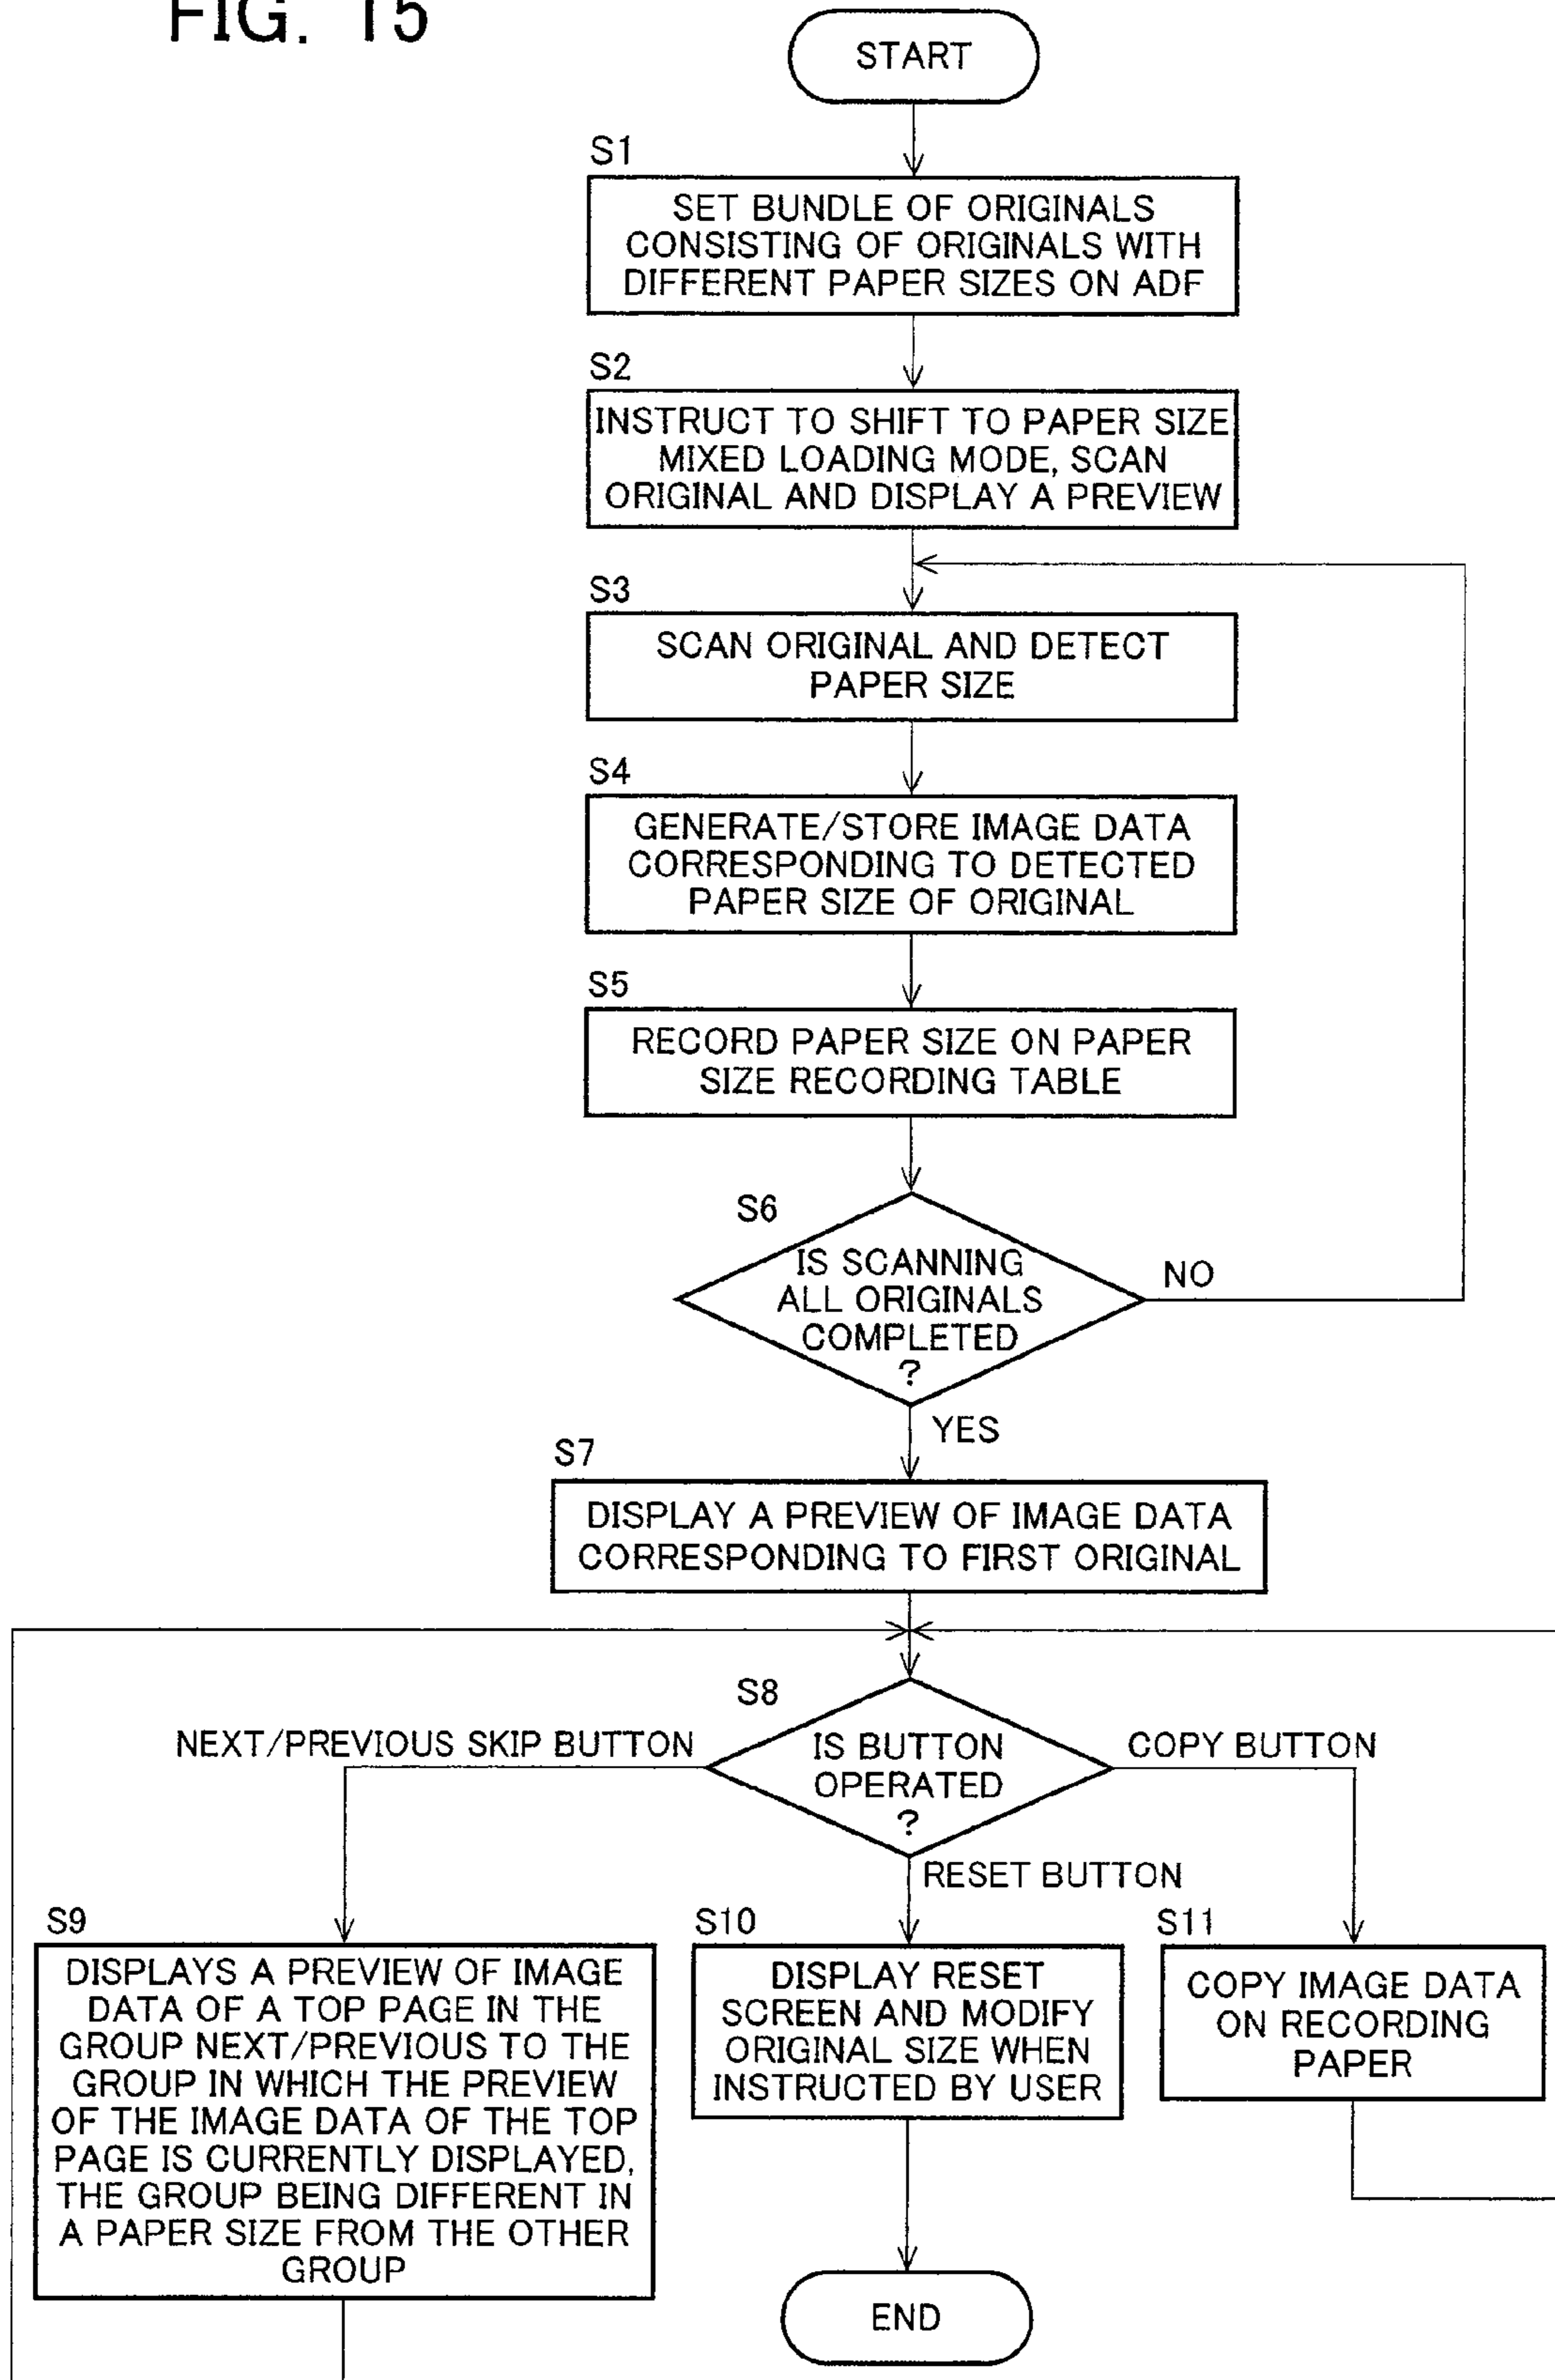 FIG. 15
START
S1
SET BUNDLE OF ORIGINALS
CONSISTING OF ORIGINALS WITH
DIFFERENT PAPER SIZES ON ADF
S2
INSTRUCT TO SHIFT TO PAPER SIZE
MIXED LOADING MODE, SCAN
ORIGINAL AND DISPLAY A PREVIEW
S3
SCAN ORIGINAL AND DETECT
PAPER SIZE
S4
GENERATE/STORE IMAGE DATA
CORRESPONDING TO DETECTED
PAPER SIZE OF ORIGINAL
S5
RECORD PAPER SIZE ON PAPER
SIZE RECORDING TABLE
S6
IS SCANNING
ALL ORIGINALS
COMPLETED
?
NO
YES
S7
DISPLAY A PREVIEW OF IMAGE DATA
CORRESPONDING TO FIRST ORIGINAL
S8
IS BUTTON
OPERATED
?
NEXT/PREVIOUS SKIP BUTTON
COPY BUTTON
RESET BUTTON
S9
DISPLAYS A PREVIEW OF IMAGE
DATA OF A TOP PAGE IN THE
GROUP NEXT/PREVIOUS TO THE
GROUP IN WHICH THE PREVIEW
OF THE IMAGE DATA OF THE TOP
PAGE IS CURRENTLY DISPLAYED,
THE GROUP BEING DIFFERENT IN
A PAPER SIZE FROM THE OTHER
GROUP
S10
DISPLAY RESET
SCREEN AND MODIFY
ORIGINAL SIZE WHEN
INSTRUCTED BY USER
S11
COPY IMAGE DATA
ON RECORDING
PAPER
END